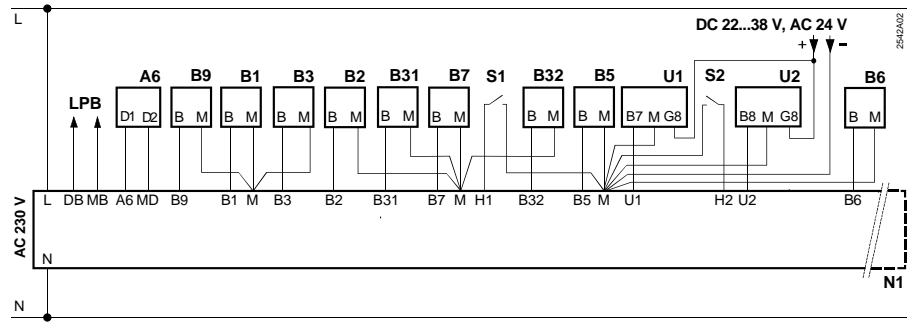 L
DC 22...38 V, AC 24 V
+ -
2542A02
LPB A6 B9 B1 B3 B2 B31 B7 S1 B32 B5 U1 S2 U2 B6
D1 D2 B M B M B M B M B M B M B M B M B7 M G8 B8 M G8 B M
L DB MB A6 MD B9 B1 M B3 B2 B31 B7 M H1 B32 B5 M U1 H2 U2 B6
AC 230 V
N
N1
N